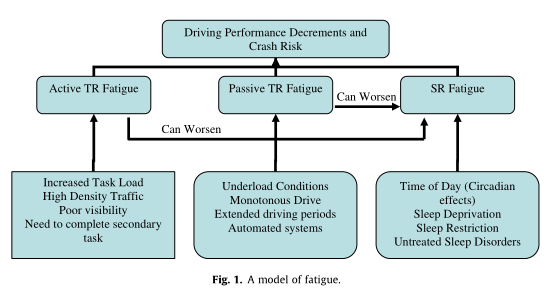 Driving Performance Decrements and
Crash Risk
Active TR Fatigue
Passive TR Fatigue
SR Fatigue
Can Worsen
Can Worsen
Increased Task Load
High Density Traffic
Poor visibility
Need to complete secondary
task
Underload Conditions
Monotonous Drive
Extended driving periods
Automated systems
Time of Day (Circadian
effects)
Sleep Deprivation
Sleep Restriction
Untreated Sleep Disorders
Fig. 1. A model of fatigue.